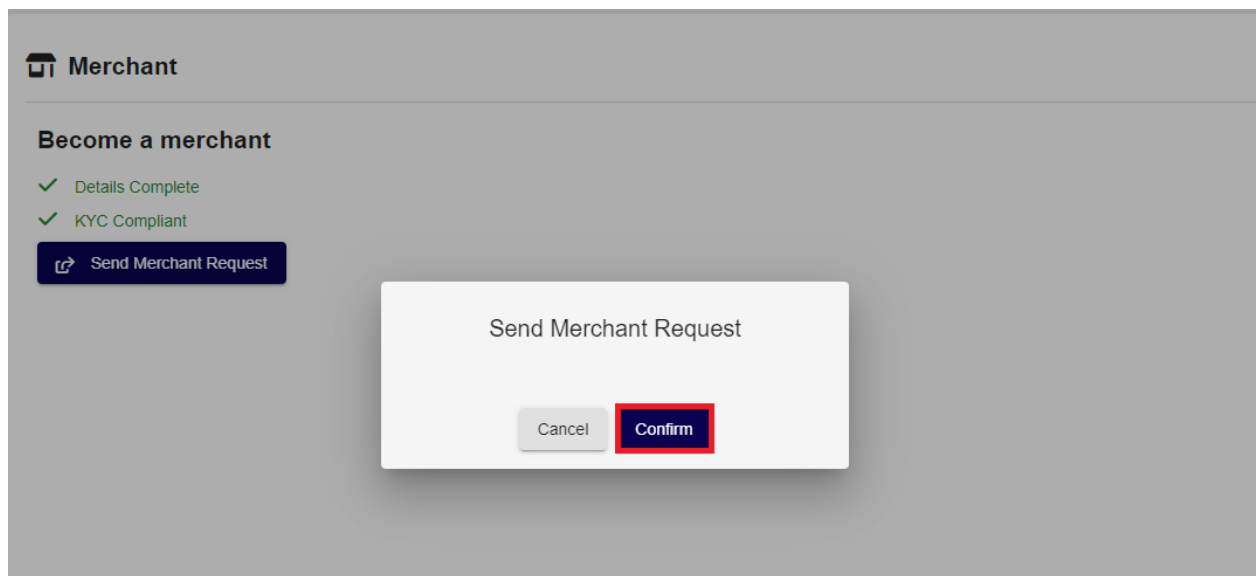 Merchant
Become a merchant
Details Complete
KYC Compliant
Send Merchant Request
Send Merchant Request
Cancel
Confirm